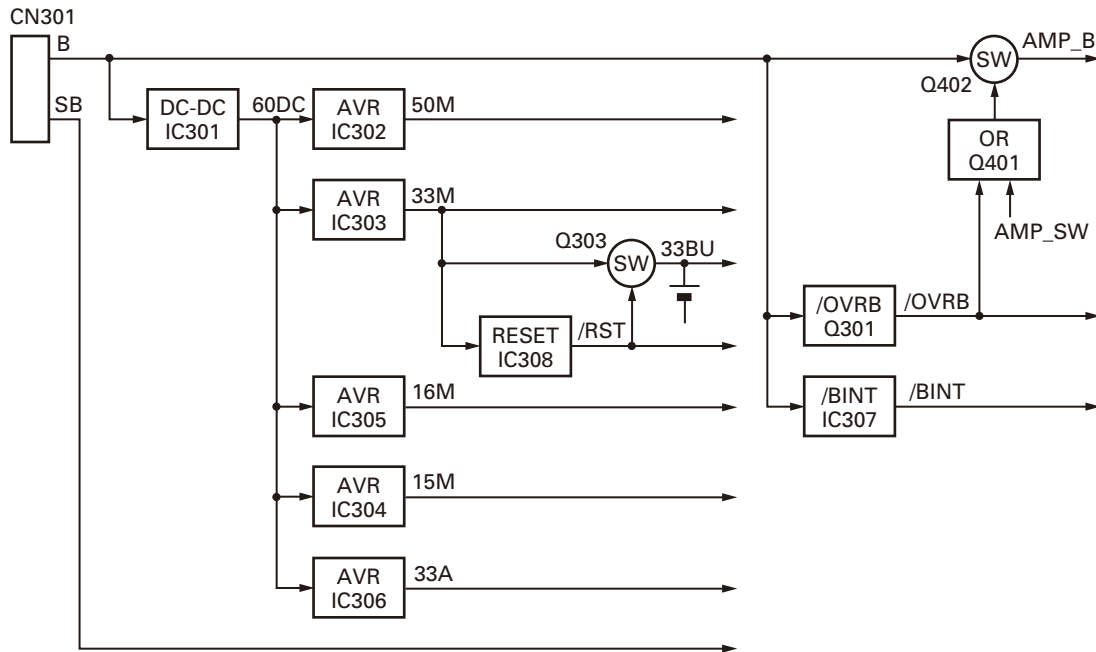 CN301
B
SB
DC-DC
IC301
60DC
AVR
IC302
50M
AVR
IC303
33M
Q303
SW
33BU
RESET
IC308
/RST
AVR
IC305
16M
AVR
IC304
15M
AVR
IC306
33A
SW
AMP_B
Q402
OR
Q401
AMP_SW
/OVRB
Q301
/OVRB
/BINT
IC307
/BINT